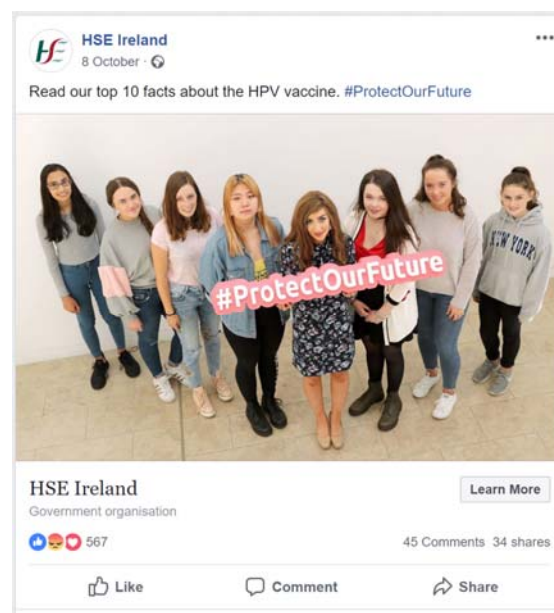 HSE Ireland
8 October
Read our top 10 facts about the HPV vaccine. #ProtectOurFuture
NEW YORK
#ProtectOurFuture
HSE Ireland
Learn More
Government organisation
567
45 Comments 34 shares
Like Comment Share